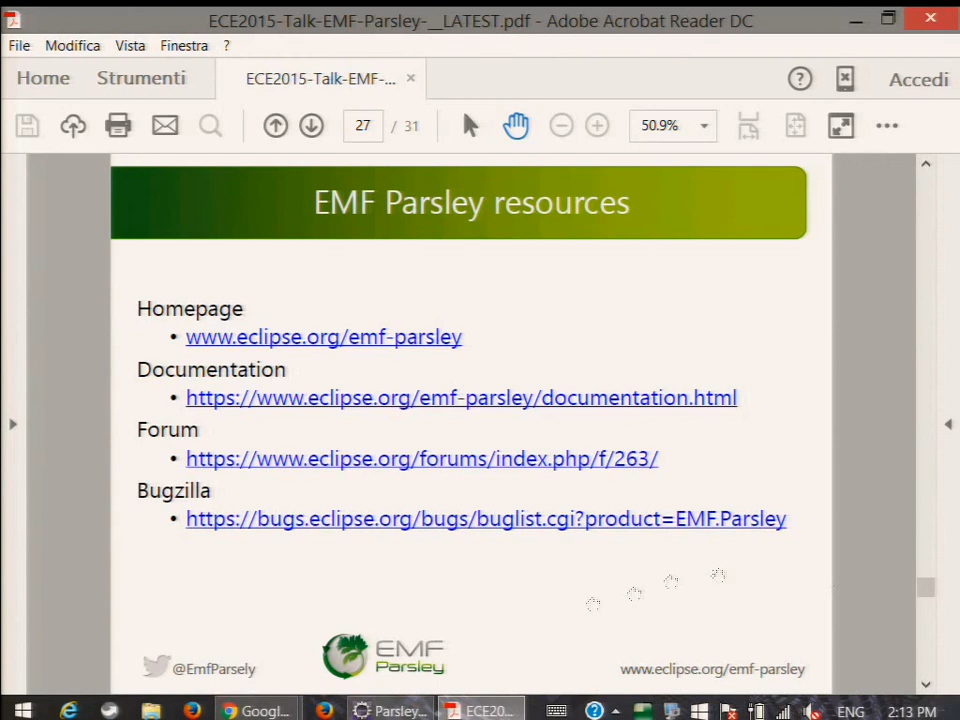 ECE2015-Talk-EMF-Parsley-__LATEST.pdf - Adobe Acrobat Reader DC
File Modifica Vista Finestra ?
Home Strumenti ECE2015-Talk-EMF-... × ? Accedi
27 / 31 50.9%
EMF Parsley resources
Homepage
• www.eclipse.org/emf-parsley
Documentation
• https://www.eclipse.org/emf-parsley/documentation.html
Forum
• https://www.eclipse.org/forums/index.php/f/263/
Bugzilla
• https://bugs.eclipse.org/bugs/buglist.cgi?product=EMF.Parsley
@EmfParsely
EMF
Parsley
www.eclipse.org/emf-parsley
Googl... Parsley... ECE20... ENG 2:13 PM